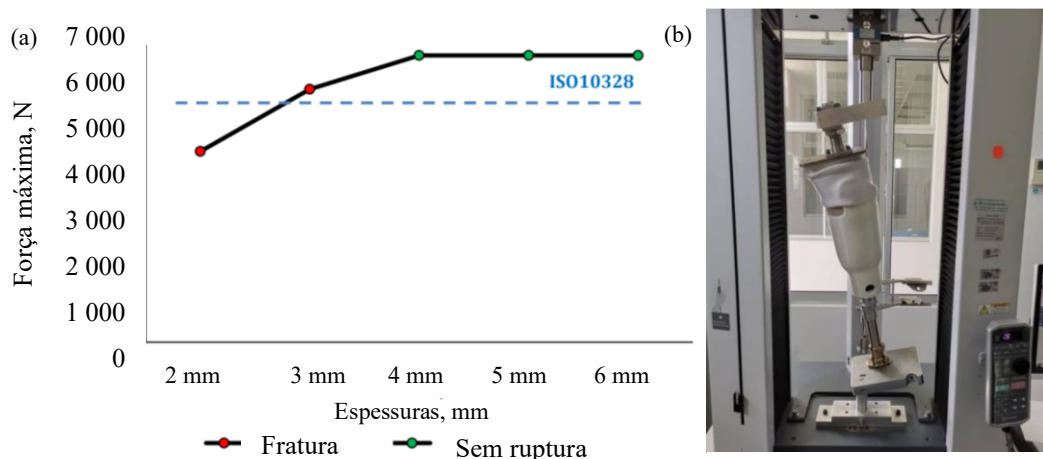 (a)
7 000
6 000
5 000
4 000
3 000
2 000
1 000
0
Força máxima, N
ISO10328
2 mm 3 mm 4 mm 5 mm 6 mm
Espessuras, mm
Fratura Sem ruptura
(b)